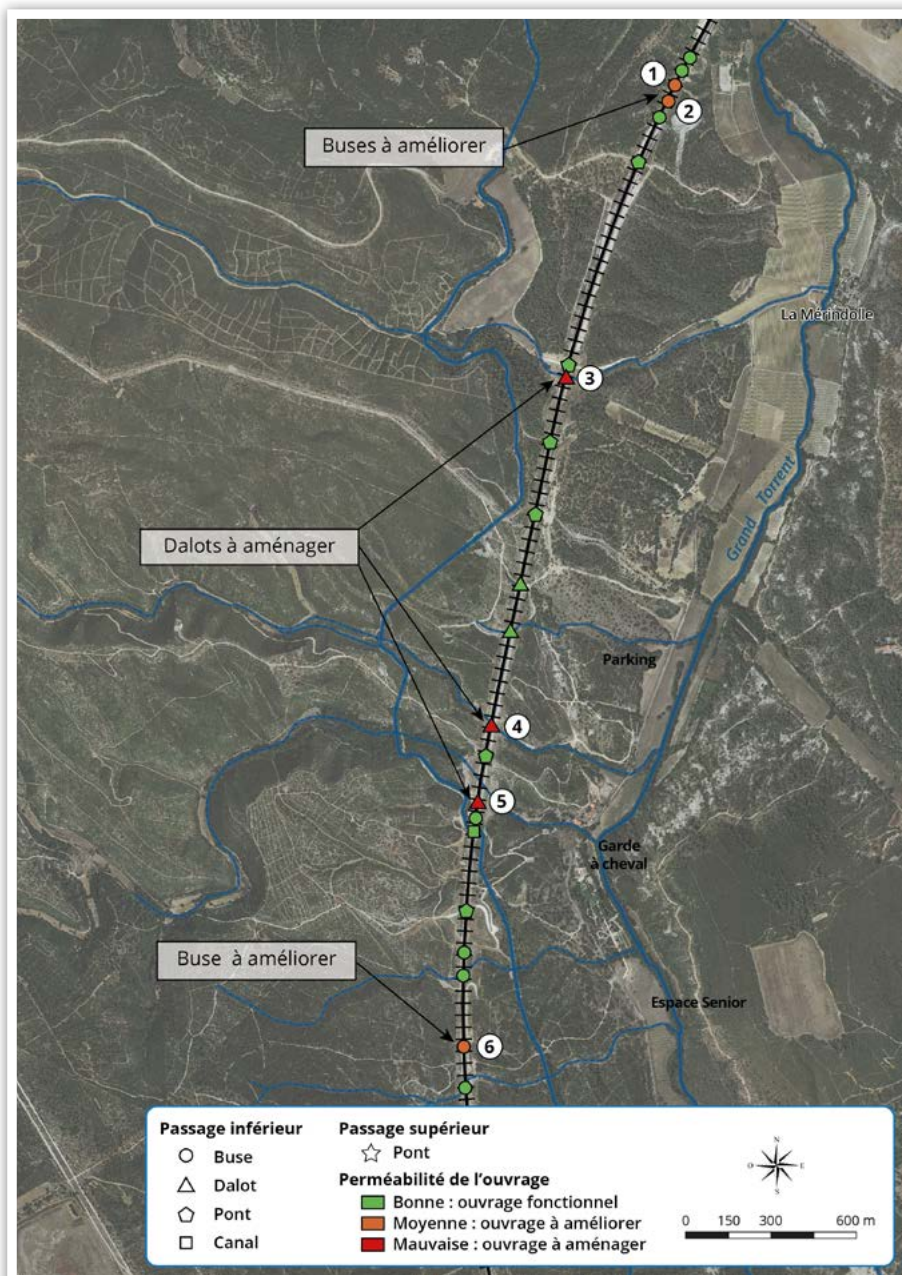 1
2
Buses à améliorer
La Mérindolle
3
Grand Torrent
Dalots à aménager
Parking
4
5
Garde
à cheval
Buse à améliorer
Espace Senior
6
Passage inférieur
Buse
Dalot
Pont
Canal
Passage supérieur
Pont
Perméabilité de l'ouvrage
Bonne : ouvrage fonctionnel
Moyenne : ouvrage à améliorer
Mauvaise : ouvrage à aménager
N
O E
S
0 150 300 600 m